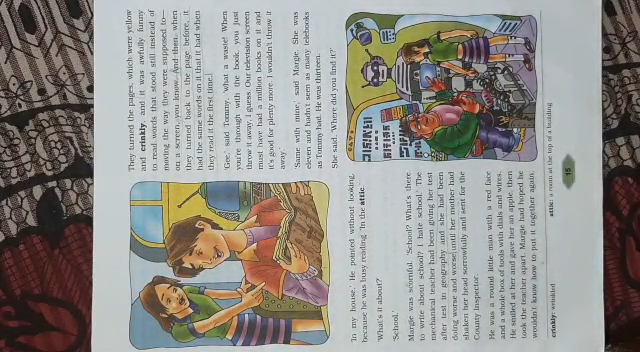 They turned the pages, which were yellow
and crinkly, and it was awfully funny
to read words that stood still instead of
moving the way they were supposed to—
on a screen, you know. And then, when
they turned back to the page before, it
had the same words on it that it had when
they read it the first time.
'Gee,' said Tommy, 'What a waste! When
you're through with the book, you just
throw it away, I guess. Our television screen
must have had a million books on it and
it's good for plenty more. I wouldn't throw it
away.'
'Same with mine,' said Margie. She was
eleven and hadn't seen as many telebooks
as Tommy had. He was thirteen.
She said, 'Where did you find it?'
'In my house.' He pointed without looking,
because he was busy reading. 'In the attic.'
'What's it about?'
'School.'
Margie was scornful. 'School? What's there
to write about school? I hate school.' The
mechanical teacher had been giving her test
after test in geography and she had been
doing worse and worse until her mother had
shaken her head sorrowfully and sent for the
County Inspector.
He was a round little man with a red face
and a whole box of tools with dials and wires.
He smiled at her and gave her an apple, then
took the teacher apart. Margie had hoped he
wouldn't know how to put it together again,
crinkly: wrinkled
attic: a room at the top of a building
15